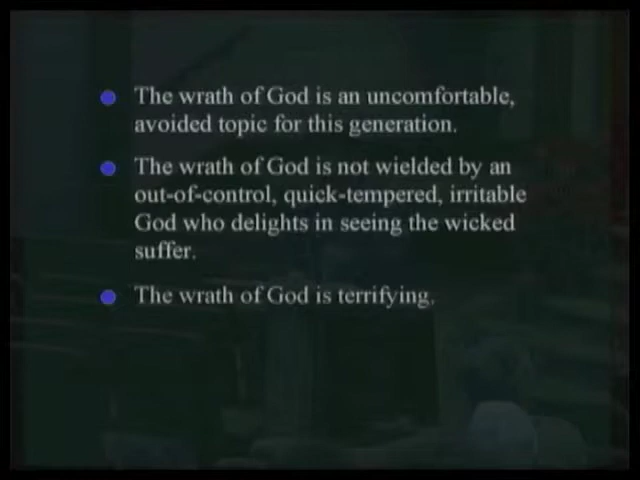 The wrath of God is an uncomfortable,
avoided topic for this generation.
The wrath of God is not wielded by an
out-of-control, quick-tempered, irritable
God who delights in seeing the wicked
suffer.
The wrath of God is terrifying.